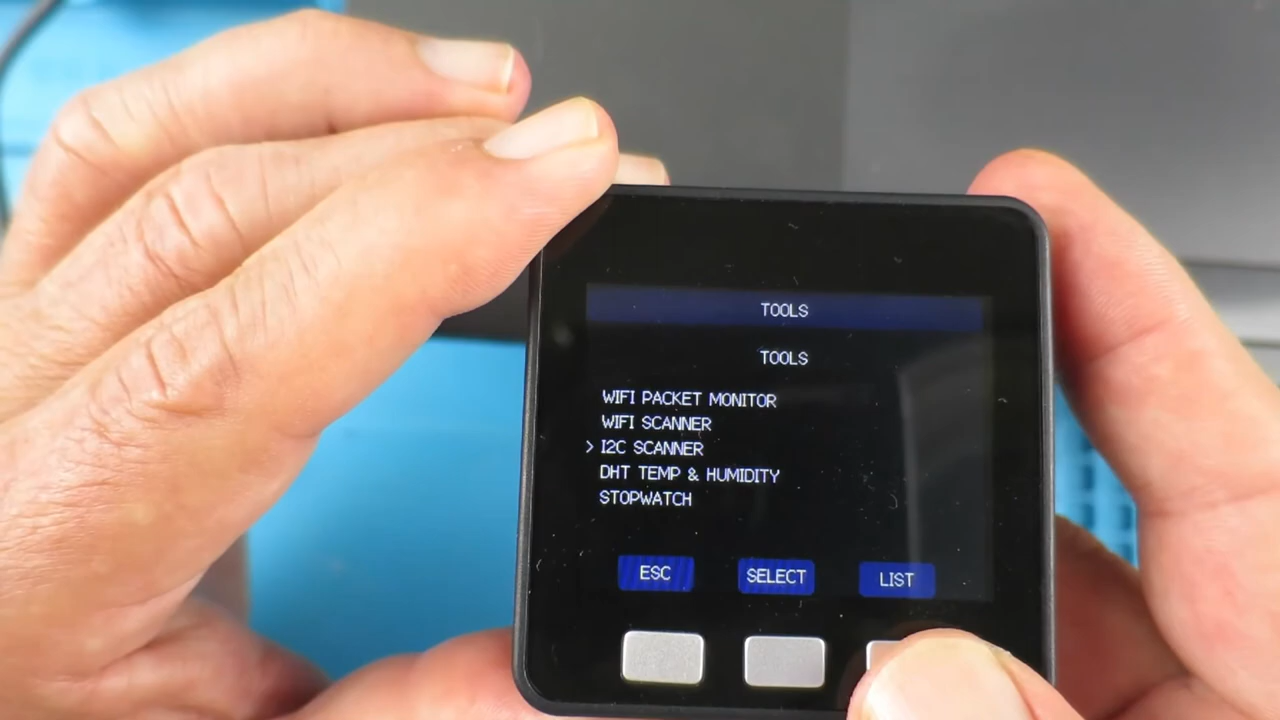 TOOLS
TOOLS
WIFI PACKET MONITOR
WIFI SCANNER
> I2C SCANNER
DHT TEMP & HUMIDITY
STOPWATCH
ESC SELECT LIST